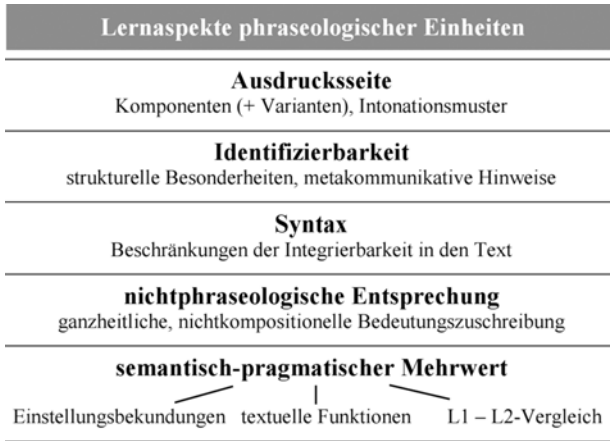 Lernaspekte phraseologischer Einheiten
Ausdrucksseite
Komponenten (+ Varianten), Intonationsmuster
Identifizierbarkeit
strukturelle Besonderheiten, metakommunikative Hinweise
Syntax
Beschränkungen der Integrierbarkeit in den Text
nichtphraseologische Entsprechung
ganzheitliche, nichtkompositionelle Bedeutungszuschreibung
semantisch-pragmatischer Mehrwert
Einstellungsbekundungen textuelle Funktionen L1 – L2-Vergleich